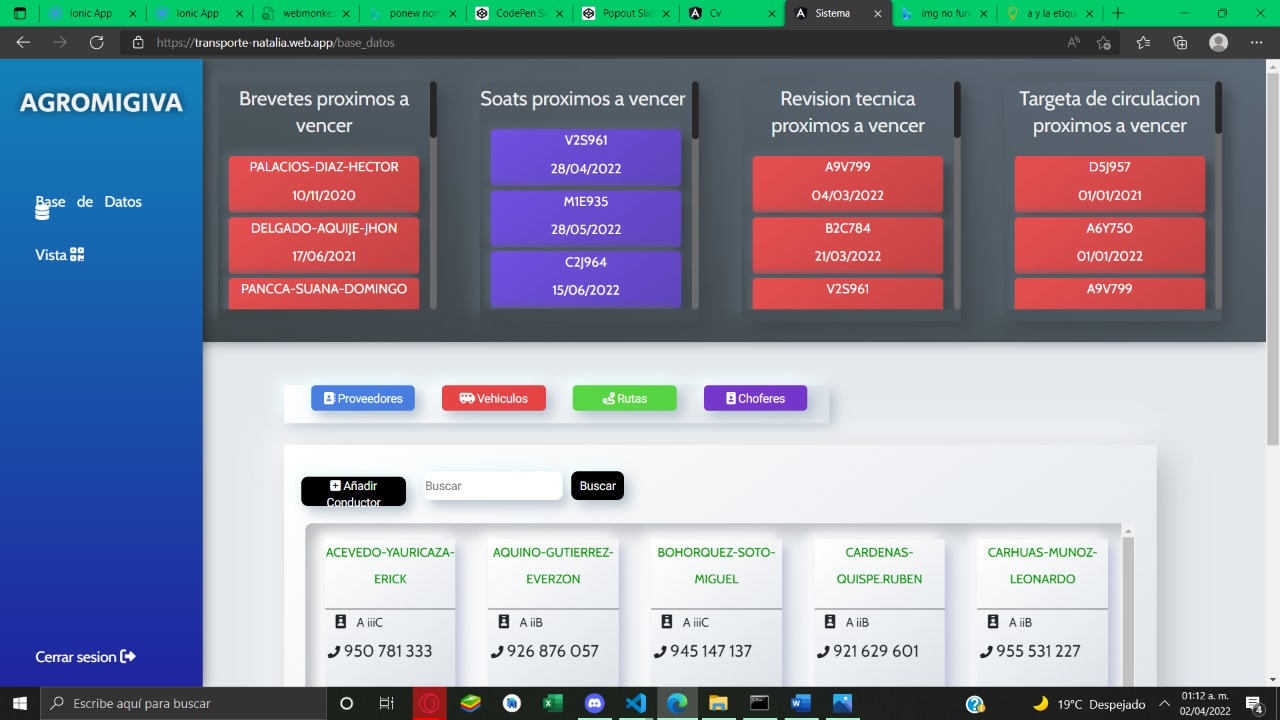 Ionic App
Ionic App
webmonke.
ponew nom
CodePen Se
Popout Slid
Cv
Sistema
img no fun
a y la etique
https://transporte-natalia.web.app/base_datos
AGROMIGIVA
Base de Datos
Vista
Cerrar sesion
Brevetes proximos a
vencer
PALACIOS-DIAZ-HECTOR
10/11/2020
DELGADO-AQUIJE-JHON
17/06/2021
PANCCA-SUANA-DOMINGO
Soats proximos a vencer
V2S961
28/04/2022
M1E935
28/05/2022
C2J964
15/06/2022
Revision tecnica
proximos a vencer
A9V799
04/03/2022
B2C784
21/03/2022
V2S961
Targeta de circulacion
proximos a vencer
D5J957
01/01/2021
A6Y750
01/01/2022
A9V799
Proveedores
Vehiculos
Rutas
Choferes
Añadir
Conductor
Buscar
Buscar
ACEVEDO-YAURICAZA-
ERICK
A iiiC
950 781 333
AQUINO-GUTIERREZ-
EVERZON
A iiB
926 876 057
BOHORQUEZ-SOTO-
MIGUEL
A iiiC
945 147 137
CARDENAS-
QUISPE.RUBEN
A iiB
921 629 601
CARHUAS-MUNOZ-
LEONARDO
A iiB
955 531 227
Escribe aquí para buscar
19°C Despejado
01:12 a. m.
02/04/2022
4